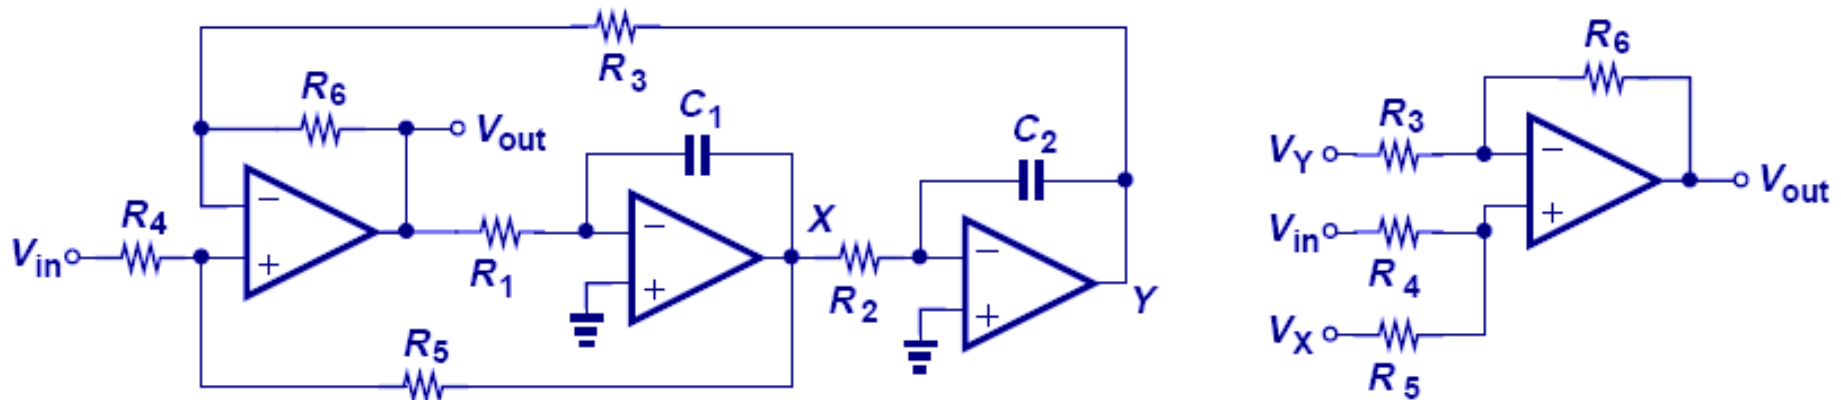 R3
R6
C1
Vout
C2
R4
Vin
−
+
R1
−
+
X
R2
−
+
Y
R5
R6
R3
VY
−
Vout
Vin
+
R4
VX
R5